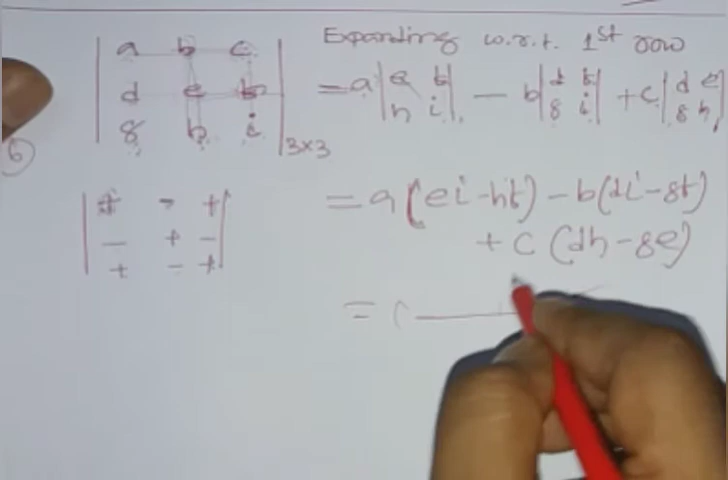 Expanding w.r.t. 1st row
| a b c |
| d e f | = a |e f| - b |d f| + c |d e|
| g h i | 3×3 |h i| |g i| |g h|
= a(ei-hf) - b(di-gf)
+ c(dh-ge)
| + - + |
| - + - |
| + - + |
= (
6